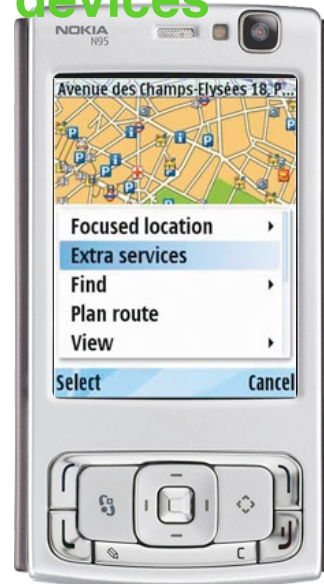 devices
NOKIA
N95
Avenue des Champs-Elysées 18, P...
Focused location
Extra services
Find
Plan route
View
Select
Cancel
C